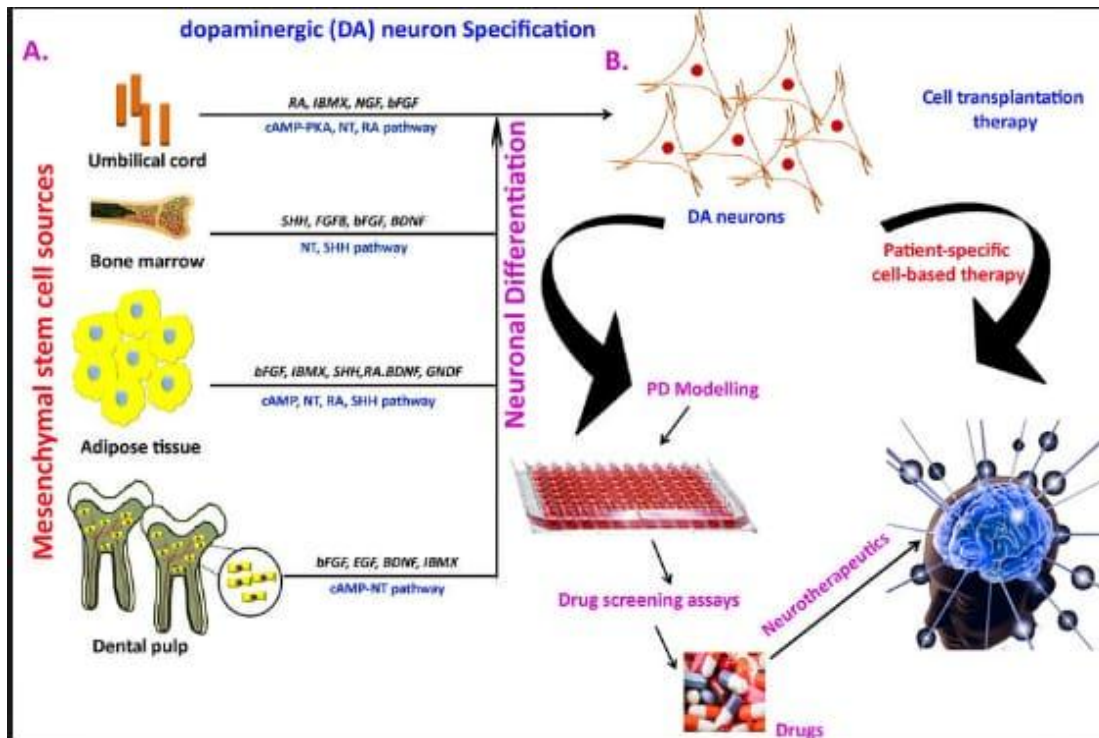 dopaminergic (DA) neuron Specification
A.
Mesenchymal stem cell sources
Umbilical cord
RA, IBMX, NGF, bFGF
cAMP-PKA, NT, RA pathway
Bone marrow
SHH, FGF8, bFGF, BDNF
NT, SHH pathway
Adipose tissue
bFGF, IBMX, SHH,RA.BDNF, GNDF
cAMP, NT, RA, SHH pathway
Dental pulp
bFGF, EGF, BDNF, IBMX
cAMP-NT pathway
Neuronal Differentiation
B.
DA neurons
Cell transplantation
therapy
Patient-specific
cell-based therapy
PD Modelling
Drug screening assays
Drugs
Neurotherapeutics